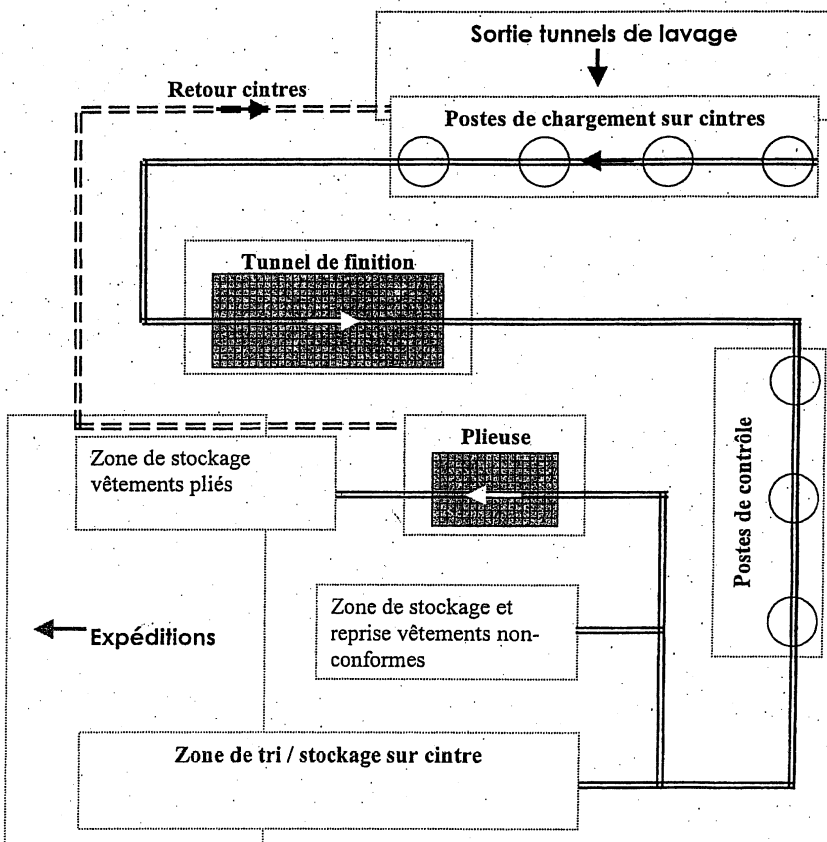 Sortie tunnels de lavage
Retour cintres
Postes de chargement sur cintres
Tunnel de finition
Plieuse
Zone de stockage
vêtements pliés
Postes de contrôle
Zone de stockage et
reprise vêtements non-
conformes
Expéditions
Zone de tri / stockage sur cintre